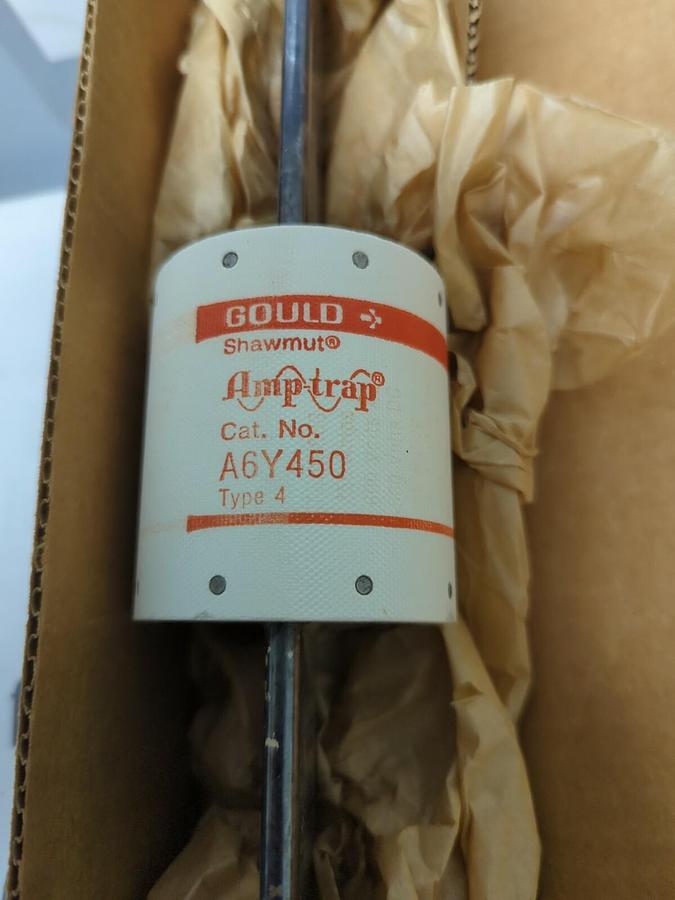 GOULD
Shawmut®
Amp-trap®
Cat. No.
A6Y450
Type 4